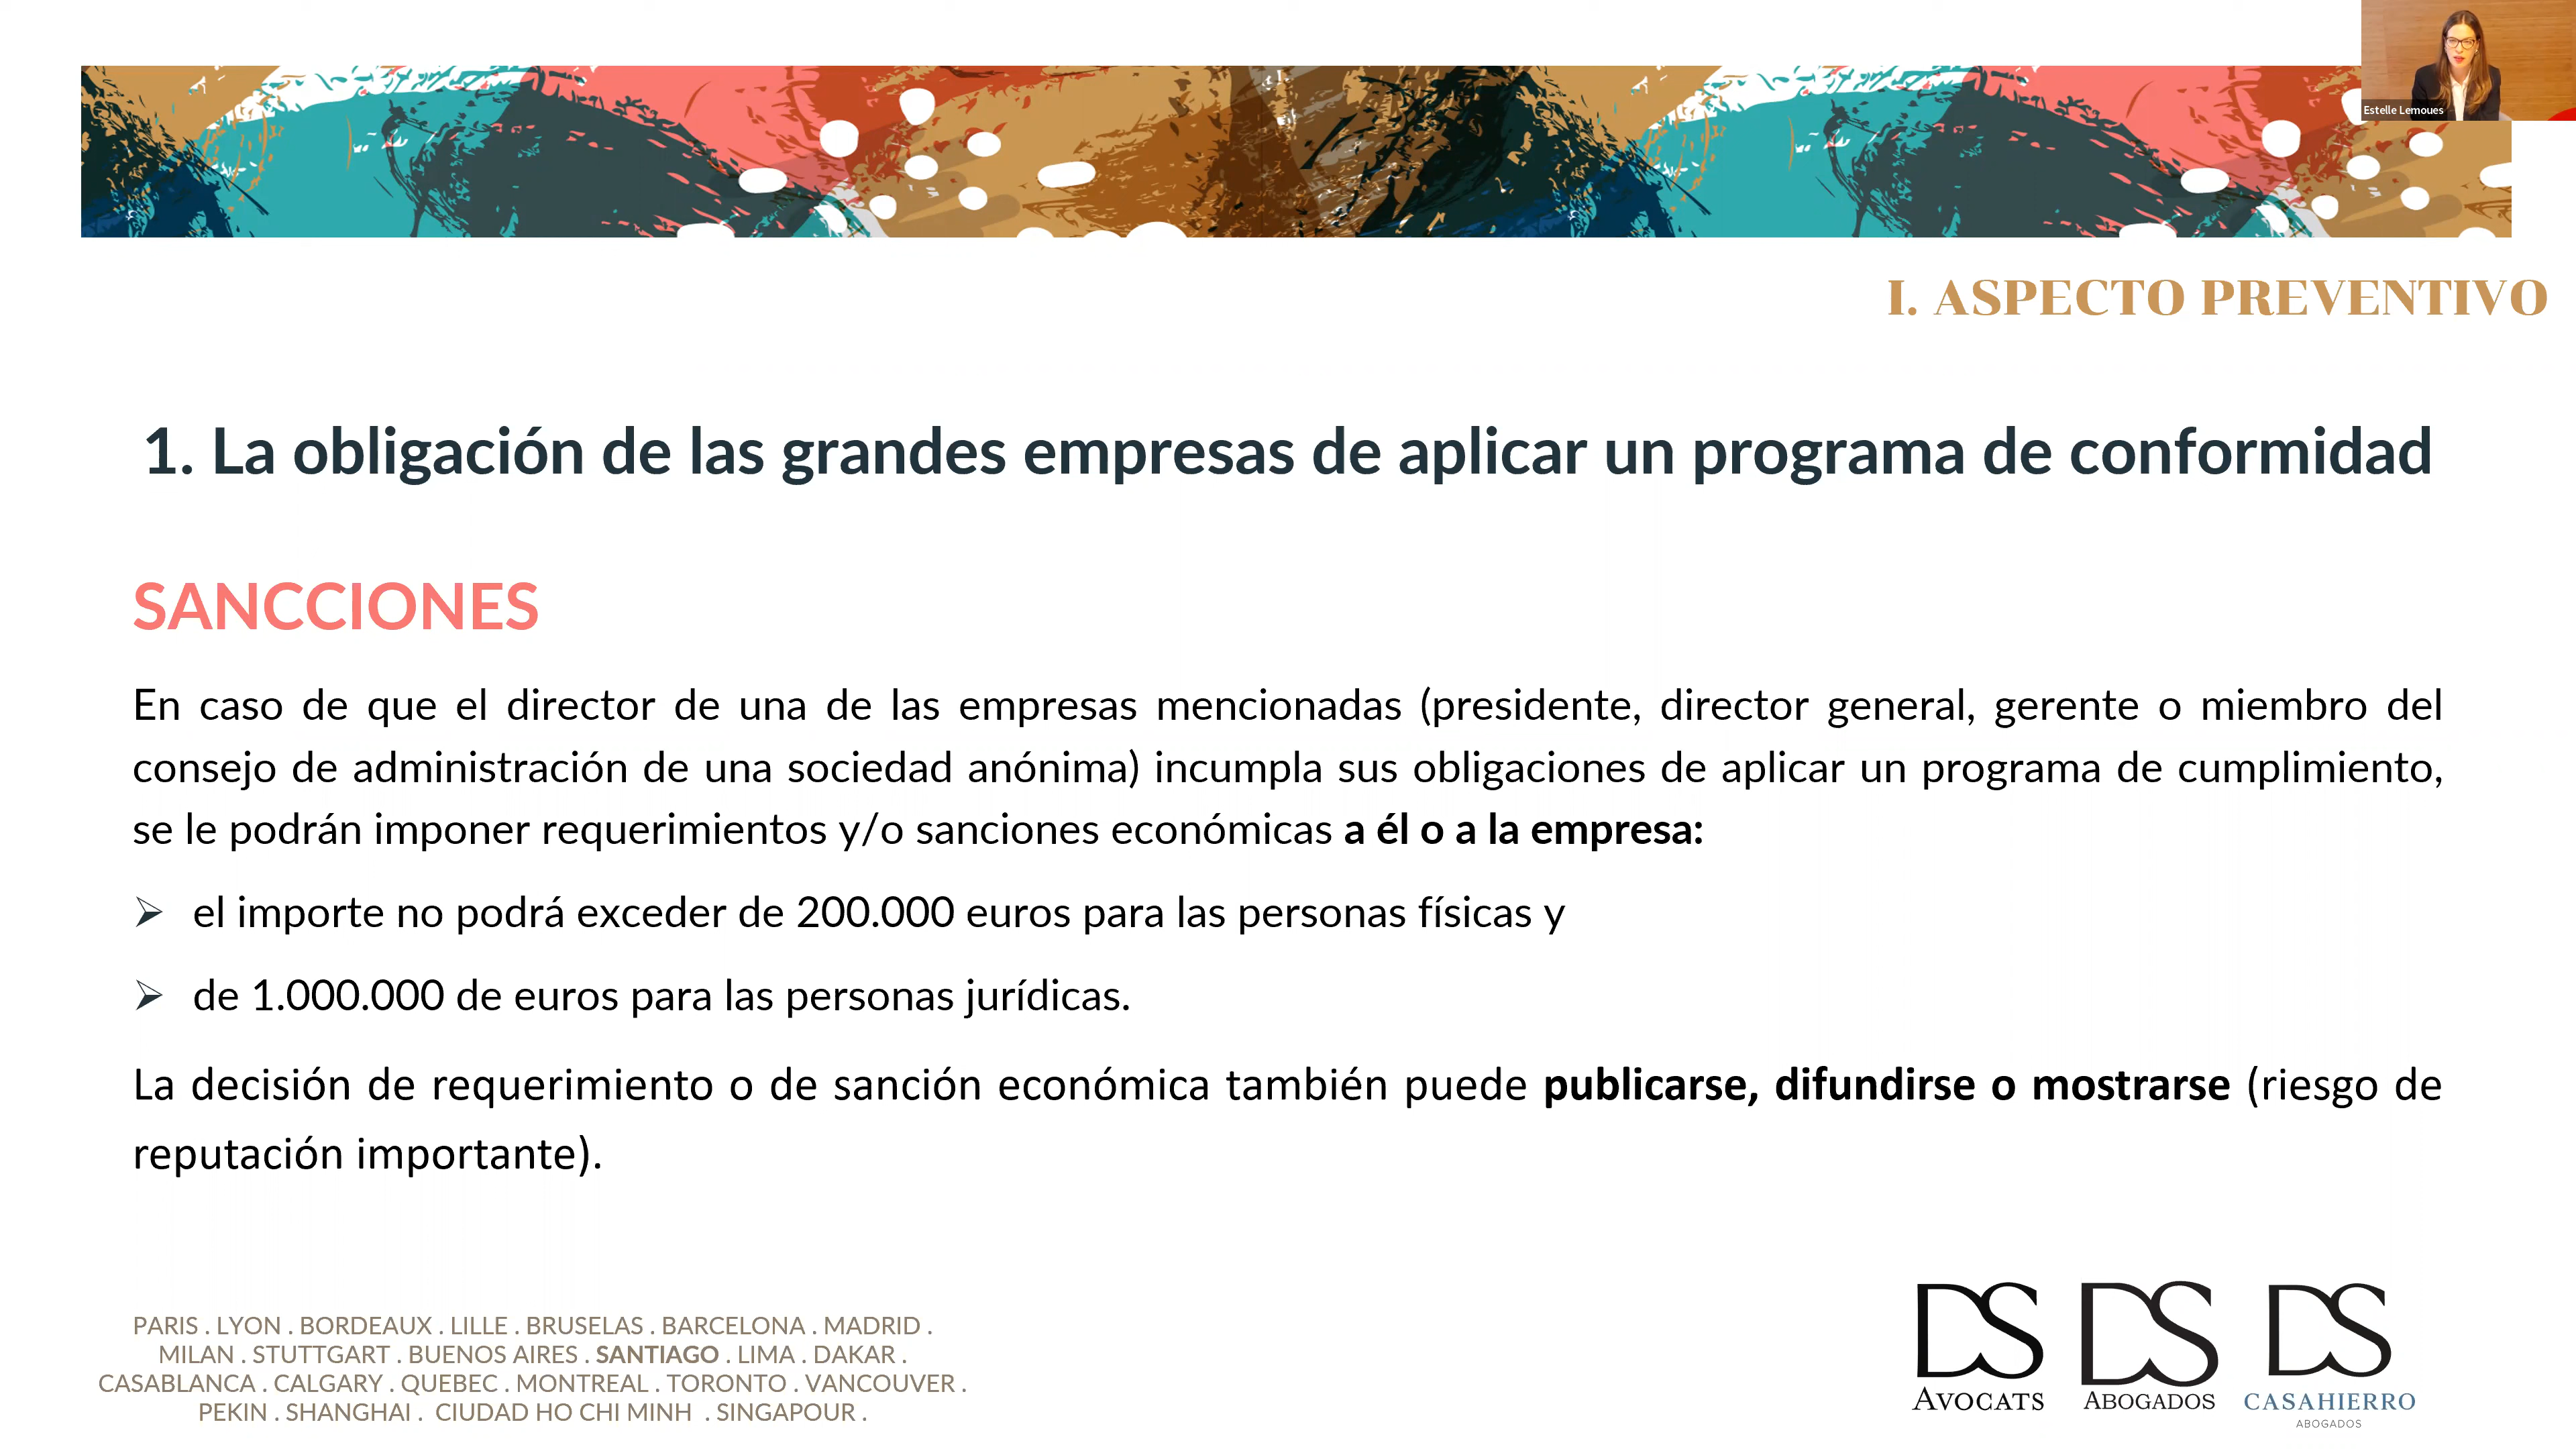 Estelle Lemoues
I. ASPECTO PREVENTIVO
1. La obligación de las grandes empresas de aplicar un programa de conformidad
SANCCIONES
En caso de que el director de una de las empresas mencionadas (presidente, director general, gerente o miembro del
consejo de administración de una sociedad anónima) incumpla sus obligaciones de aplicar un programa de cumplimiento,
se le podrán imponer requerimientos y/o sanciones económicas a él o a la empresa:
➢ el importe no podrá exceder de 200.000 euros para las personas físicas y
➢ de 1.000.000 de euros para las personas jurídicas.
La decisión de requerimiento o de sanción económica también puede publicarse, difundirse o mostrarse (riesgo de
reputación importante).
PARIS . LYON . BORDEAUX . LILLE . BRUSELAS . BARCELONA . MADRID .
MILAN . STUTTGART . BUENOS AIRES . SANTIAGO . LIMA . DAKAR .
CASABLANCA . CALGARY . QUEBEC . MONTREAL . TORONTO . VANCOUVER .
PEKIN . SHANGHAI . CIUDAD HO CHI MINH . SINGAPOUR .
DS
AVOCATS
DS
ABOGADOS
DS
CASAHIERRO
ABOGADOS